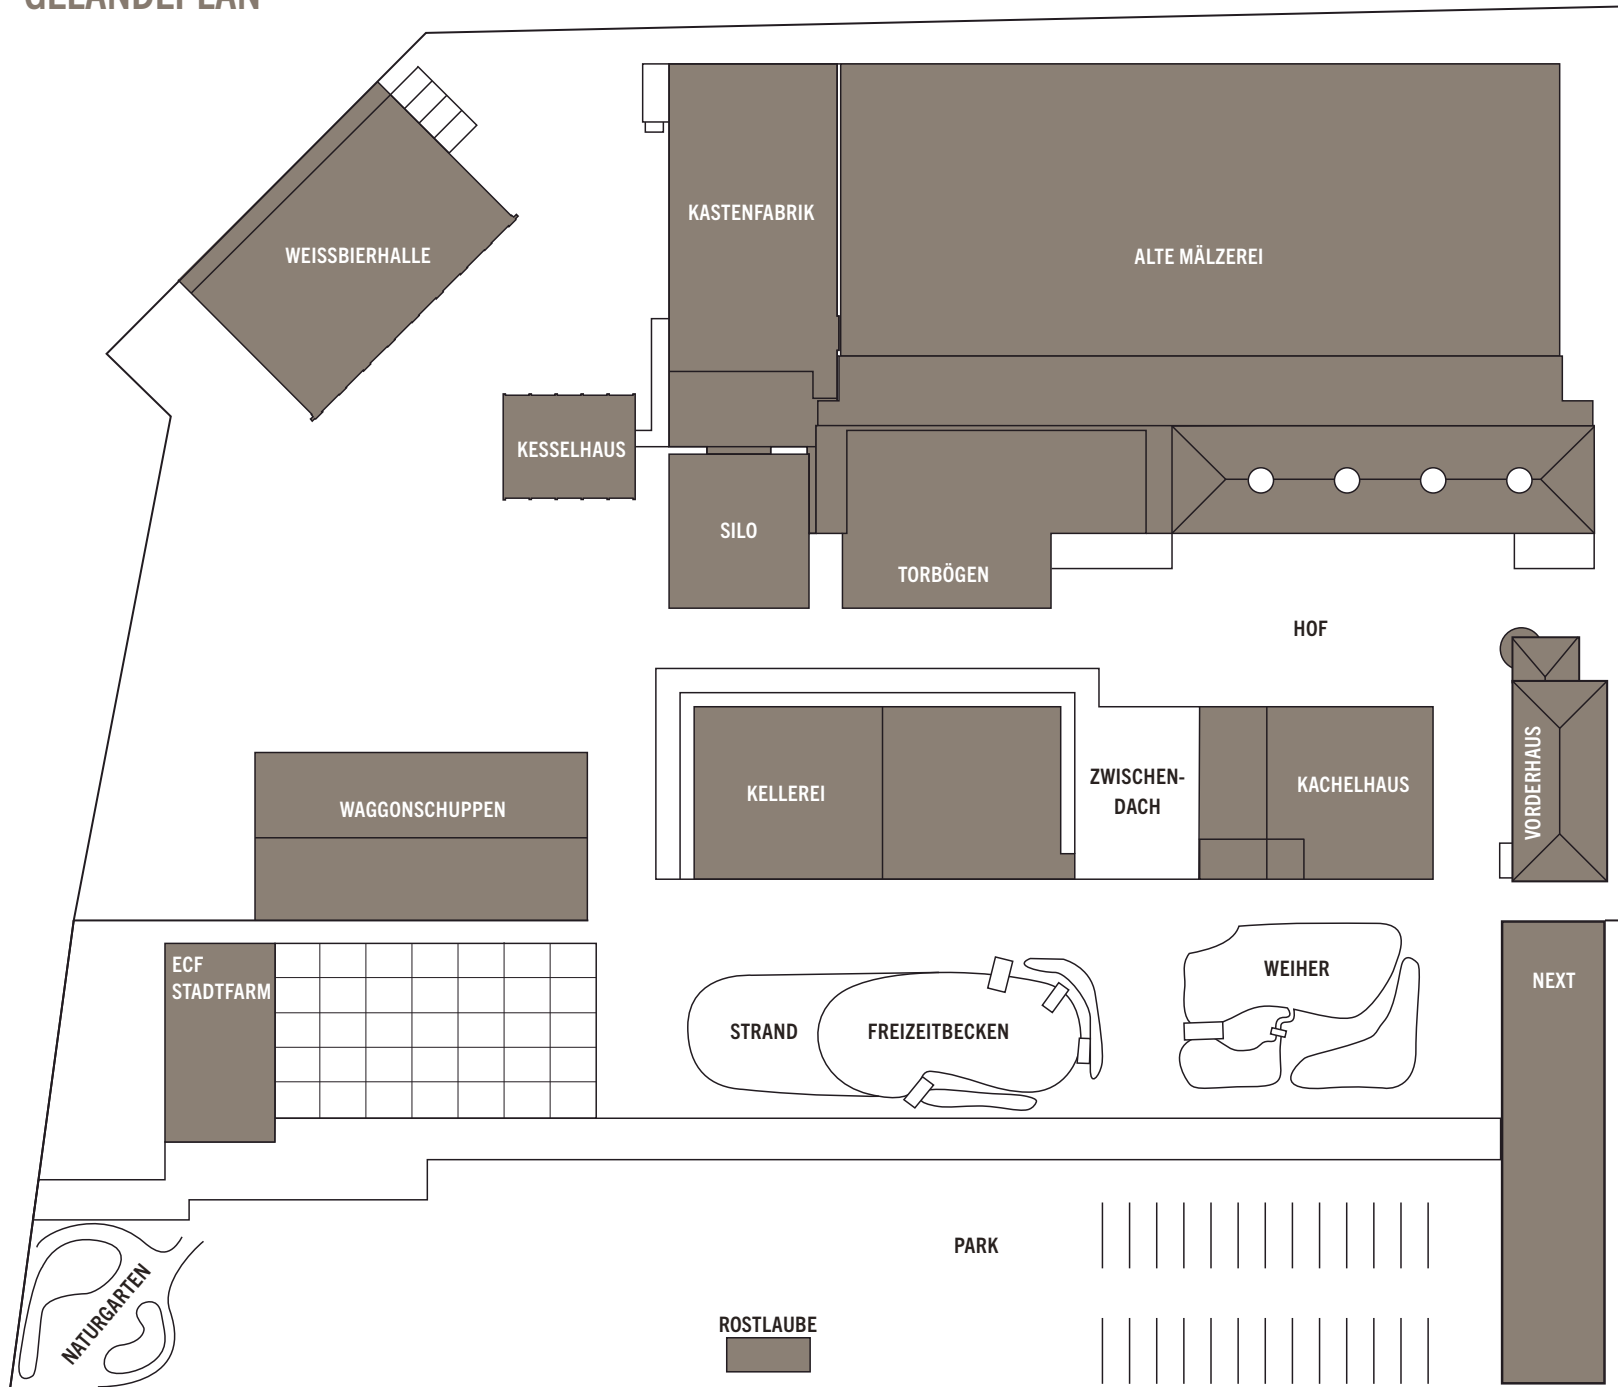 GELÄNDEPLAN
KASTENFABRIK
WEISSBIERHALLE
ALTE MÄLZEREI
KESSELHAUS
SILO
TORBÖGEN
HOF
VORDERHAUS
ZWISCHEN-
DACH
KACHELHAUS
KELLEREI
WAGGONSCHUPPEN
ECF
STADTFARM
WEIHER
NEXT
STRAND
FREIZEITBECKEN
PARK
NATURGARTEN
ROSTLAUBE